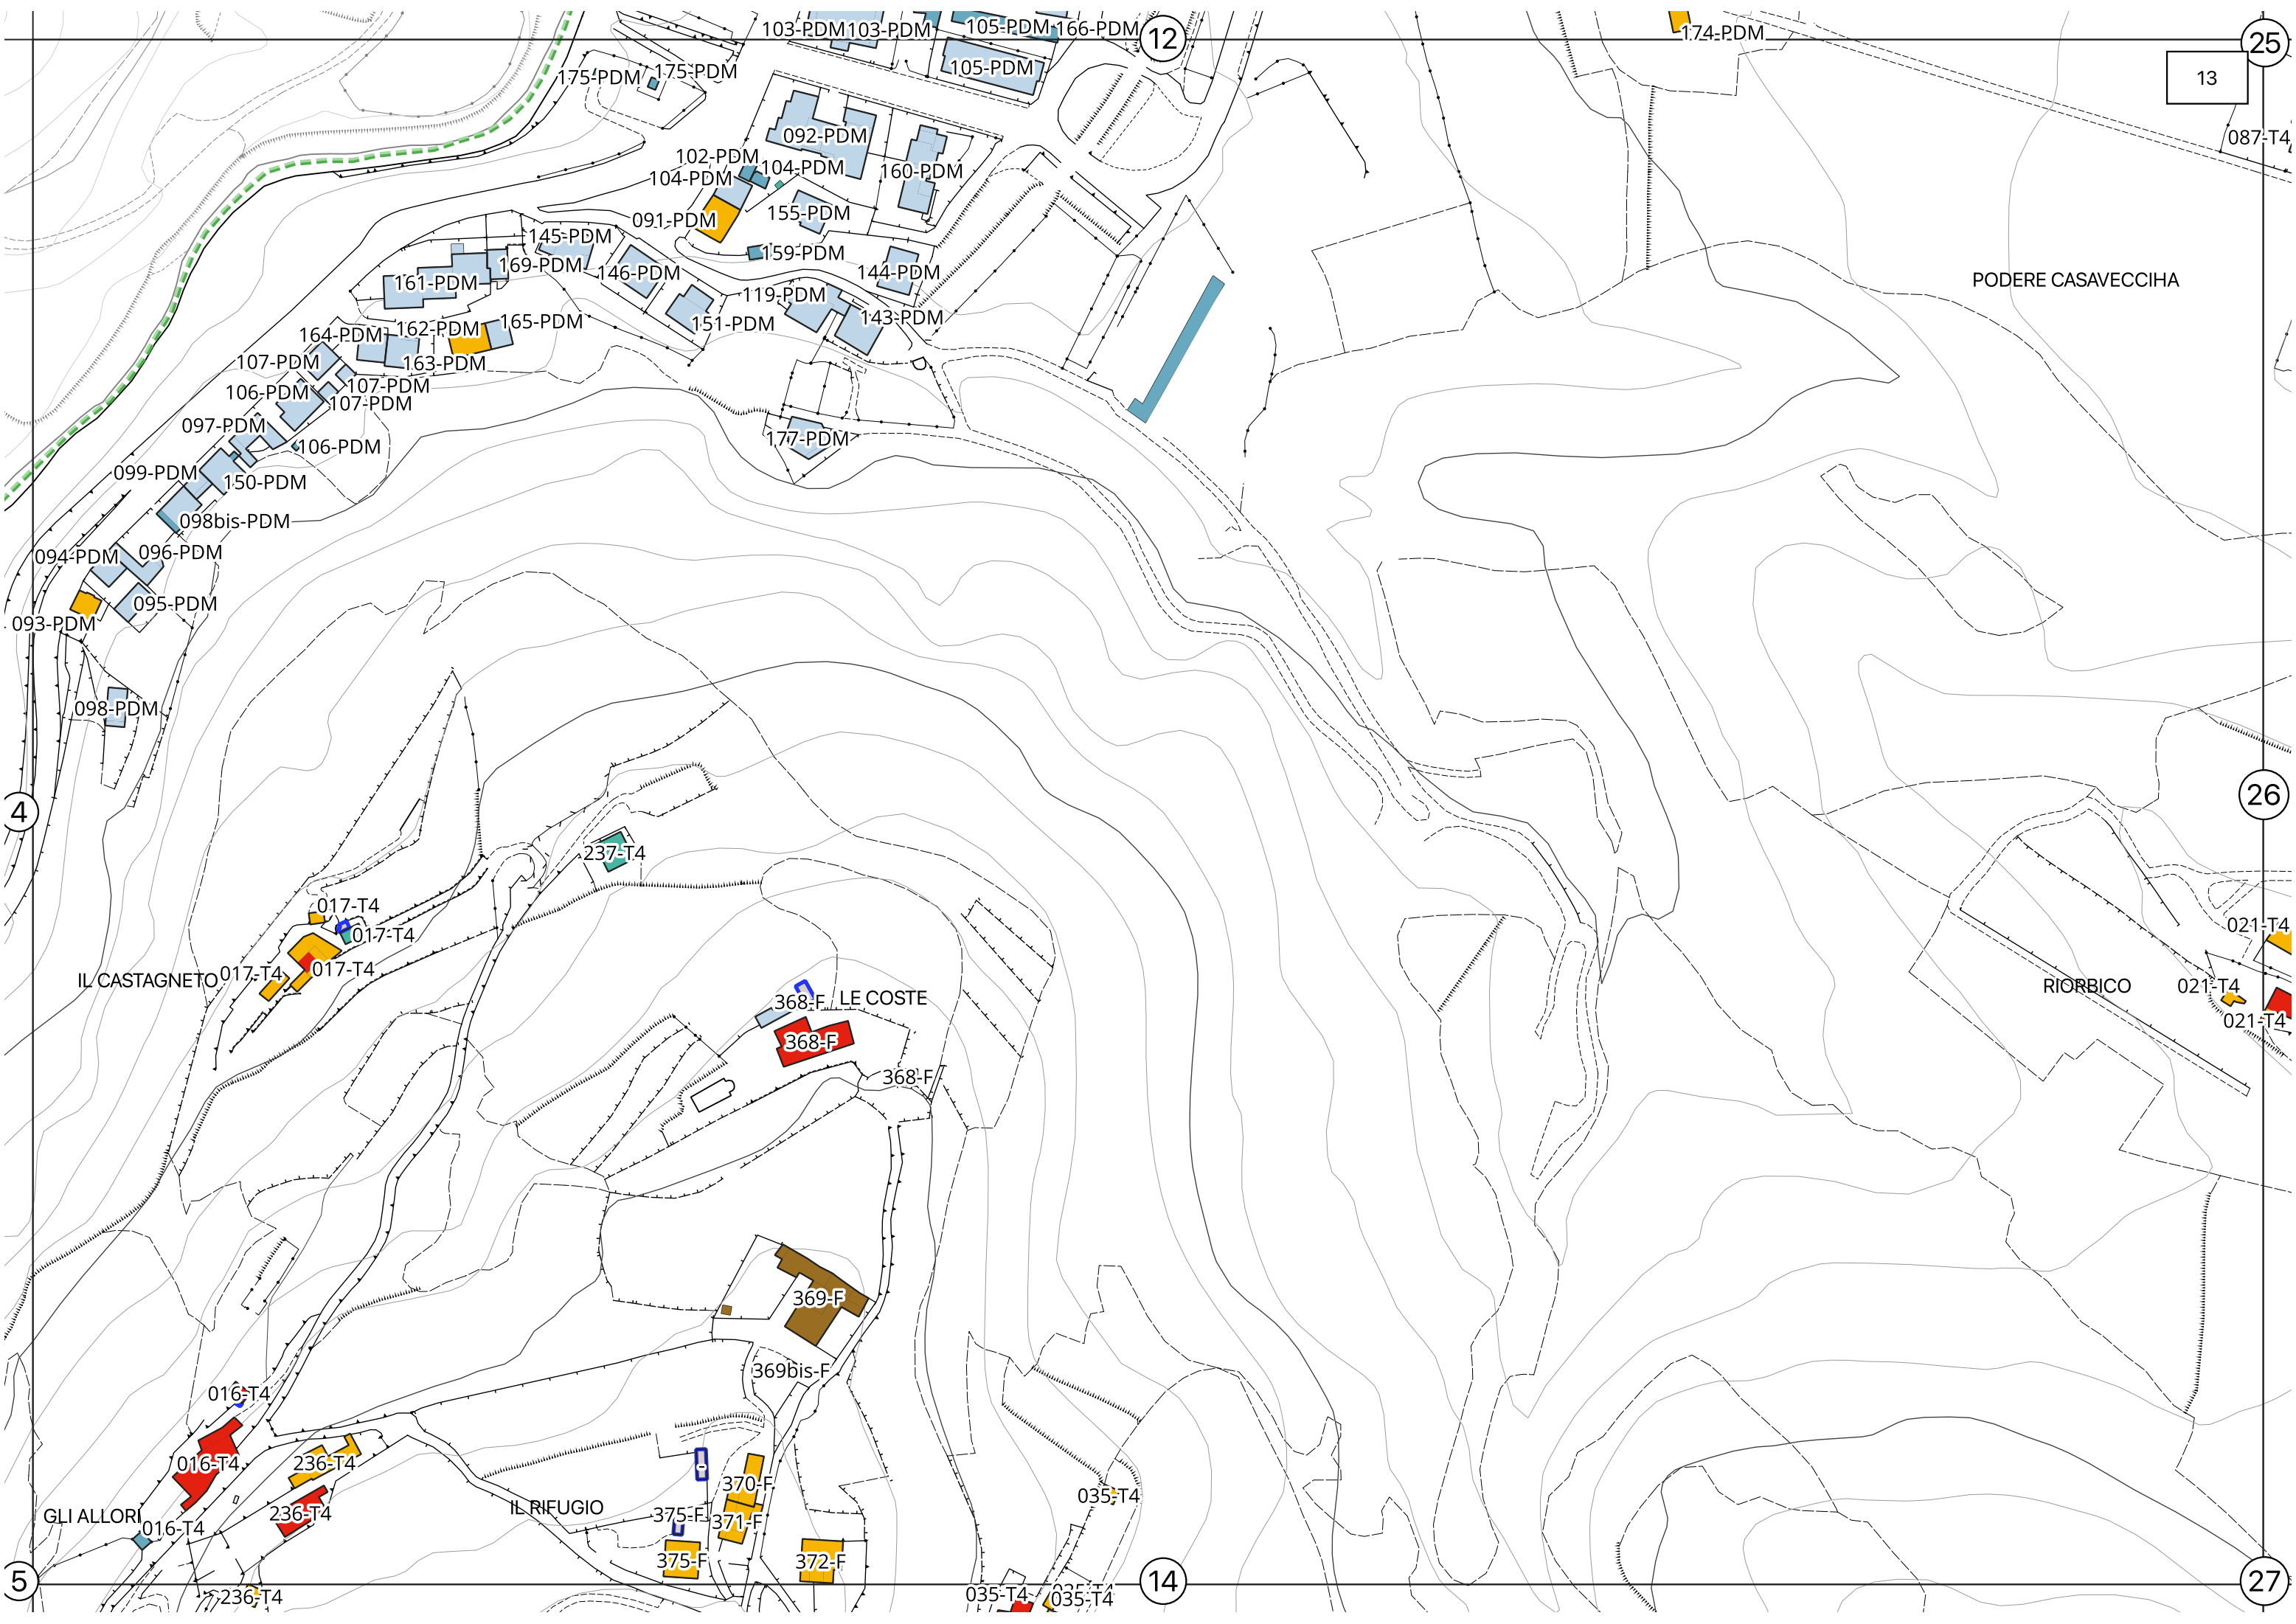 103-PDM
103-PDM
105-PDM
166-PDM
12
174-PDM
25
175-PDM
175-PDM
105-PDM
13
092-PDM
087-T4
102-PDM
104-PDM
104-PDM
160-PDM
091-PDM
155-PDM
145-PDM
159-PDM
169-PDM
146-PDM
144-PDM
161-PDM
PODERE CASAVECCIHA
119-PDM
151-PDM
143-PDM
164-PDM
162-PDM
165-PDM
107-PDM
163-PDM
107-PDM
106-PDM
107-PDM
097-PDM
106-PDM
177-PDM
099-PDM
150-PDM
098bis-PDM
094-PDM
096-PDM
095-PDM
093-PDM
098-PDM
4
26
237-T4
017-T4
017-T4
021-T4
IL CASTAGNETO
017-T4
017-T4
368-F
LE COSTE
RIORBICO
021-T4
021-T4
368-F
368-F
369-F
369bis-F
016-T4
016-T4
236-T4
-
370-F
035-T4
GLI ALLORI
016-T4
236-T4
IL RIFUGIO
375-F
371-F
375-F
372-F
5
14
27
236-T4
035-T4
035-T4
035-T4